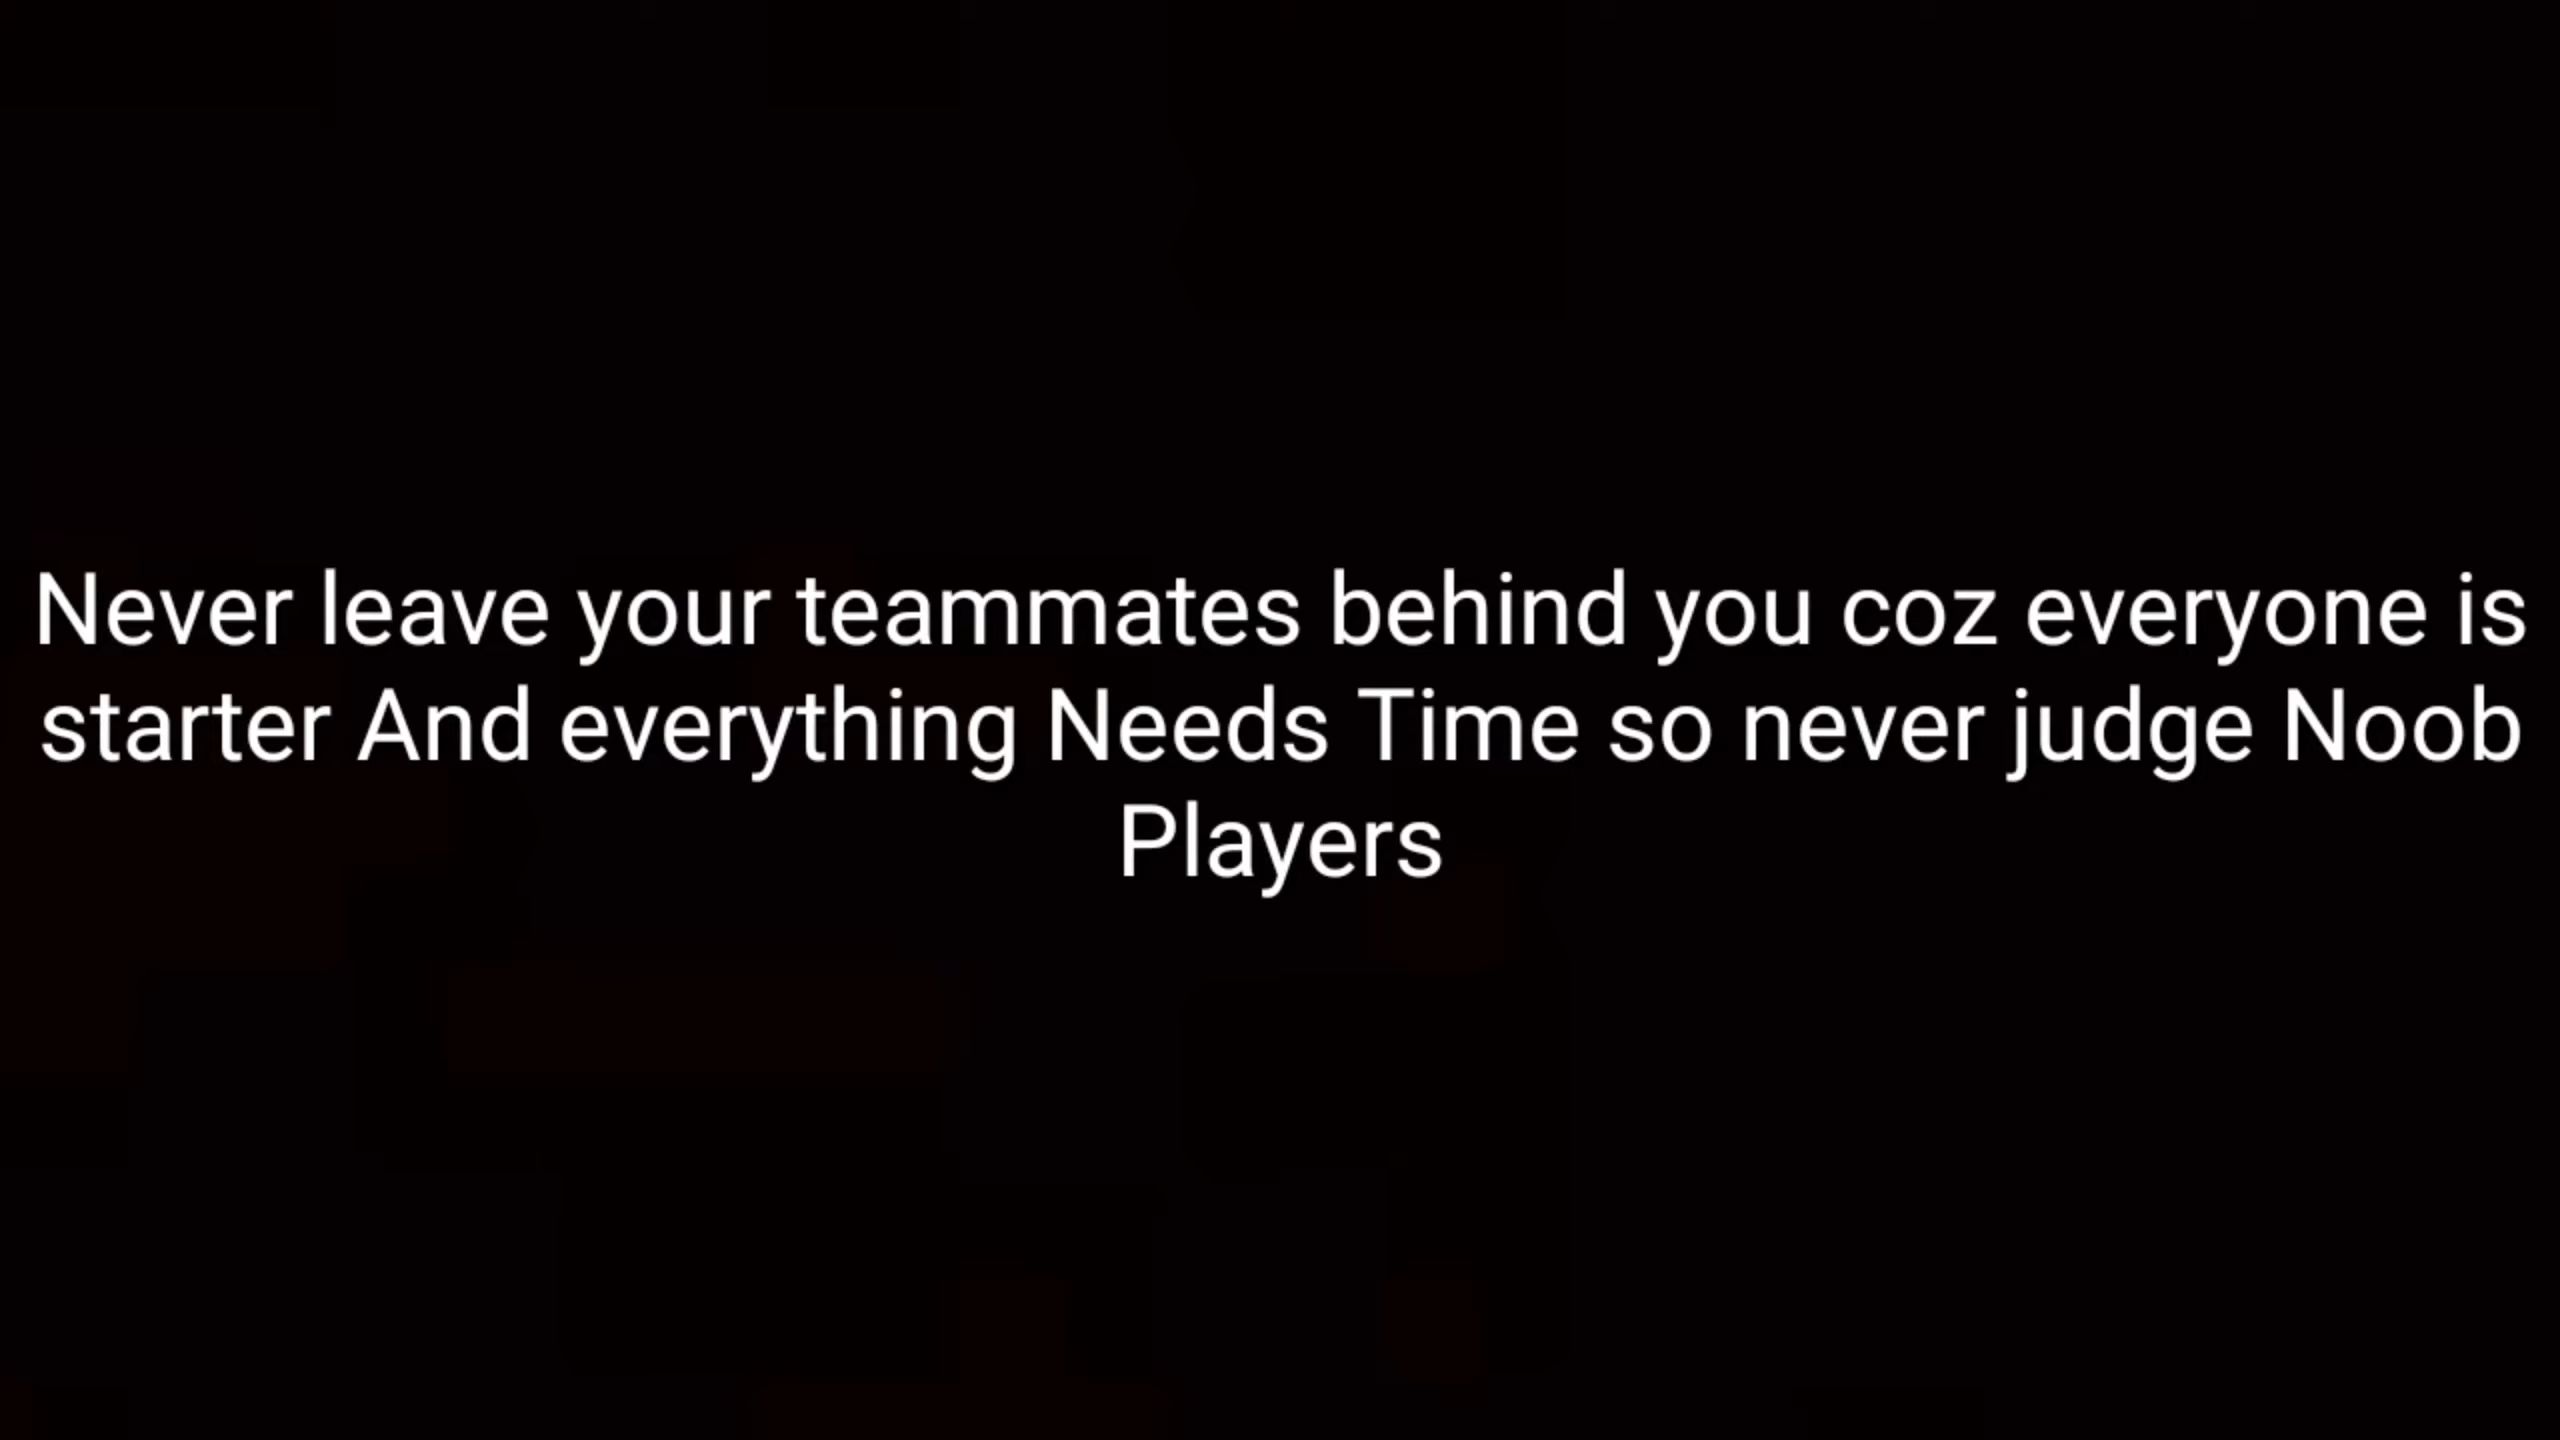 Never leave your teammates behind you coz everyone is
starter And everything Needs Time so never judge Noob
Players